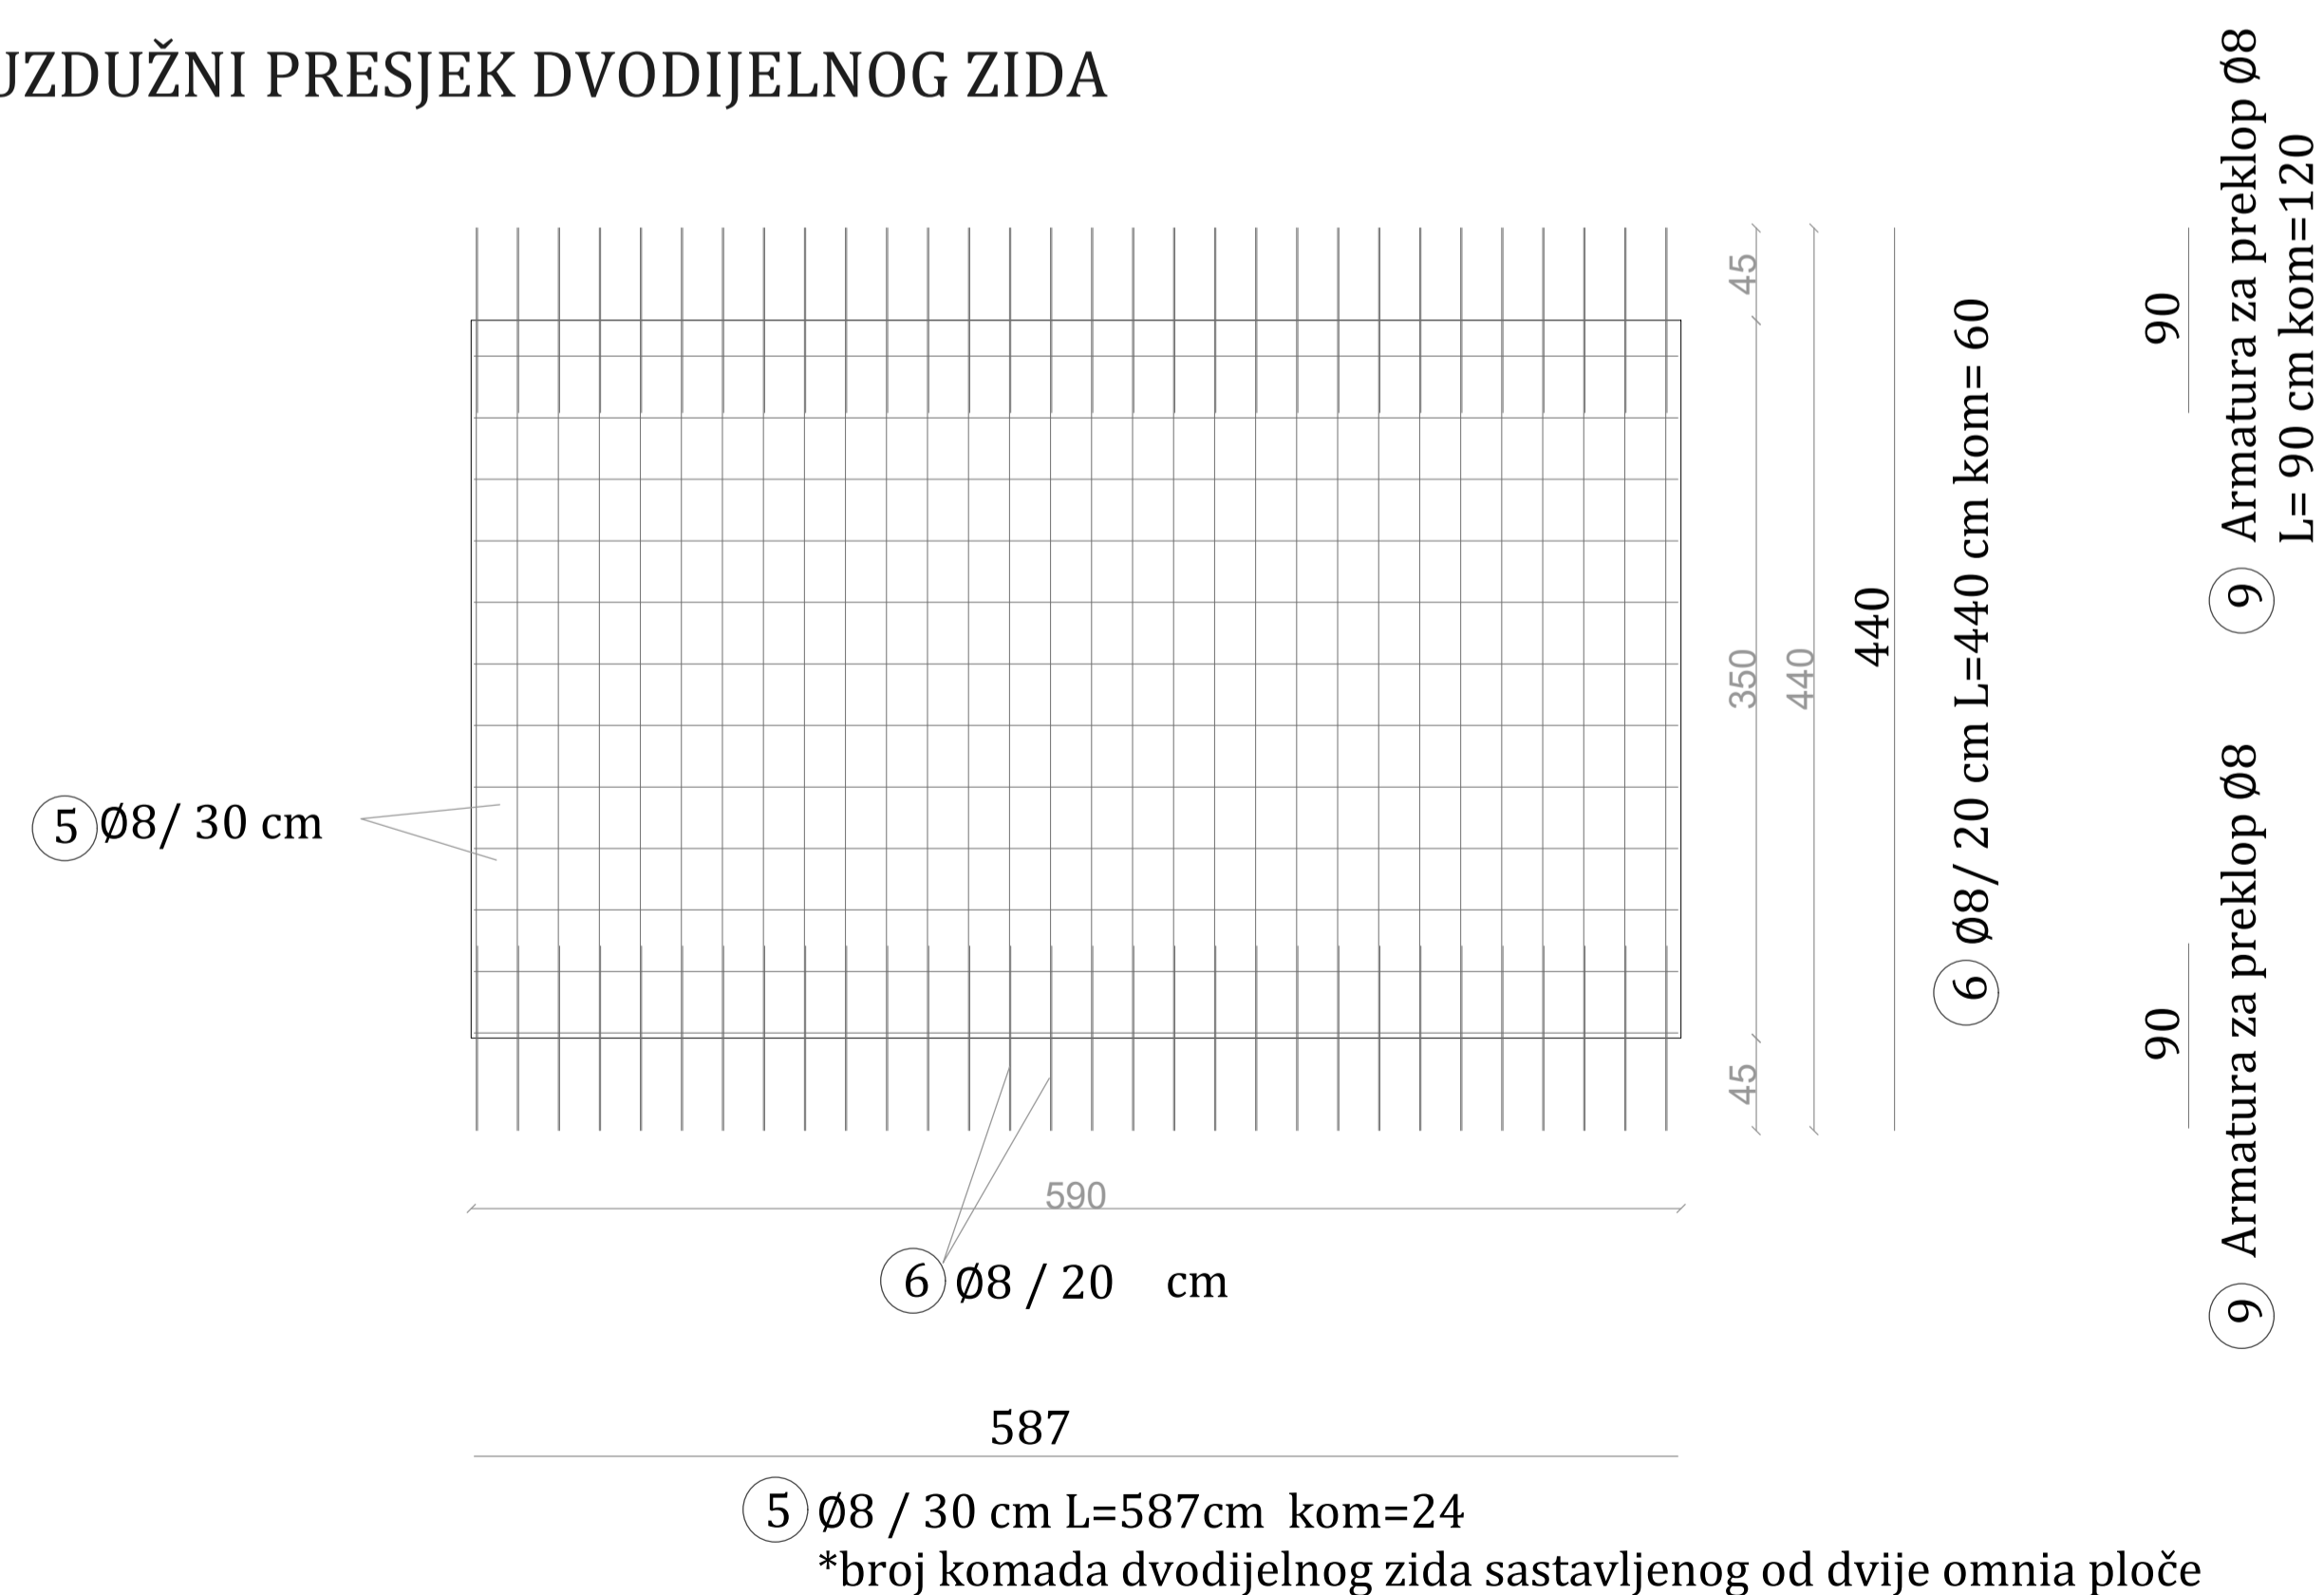 UZDUŽNI PRESJEK DVODIJELNOG ZIDA
45
350
45
440
440
6 Ø8/ 20 cm L=440 cm kom= 60
90
9 Armatura za preklop Ø8
L= 90 cm kom=120
90
9 Armatura za preklop Ø8
5 Ø8/ 30 cm
590
6 Ø8 / 20 cm
587
5 Ø8 / 30 cm L=587cm kom=24
*broj komada dvodijelnog zida sastavljenog od dvije omnia ploče